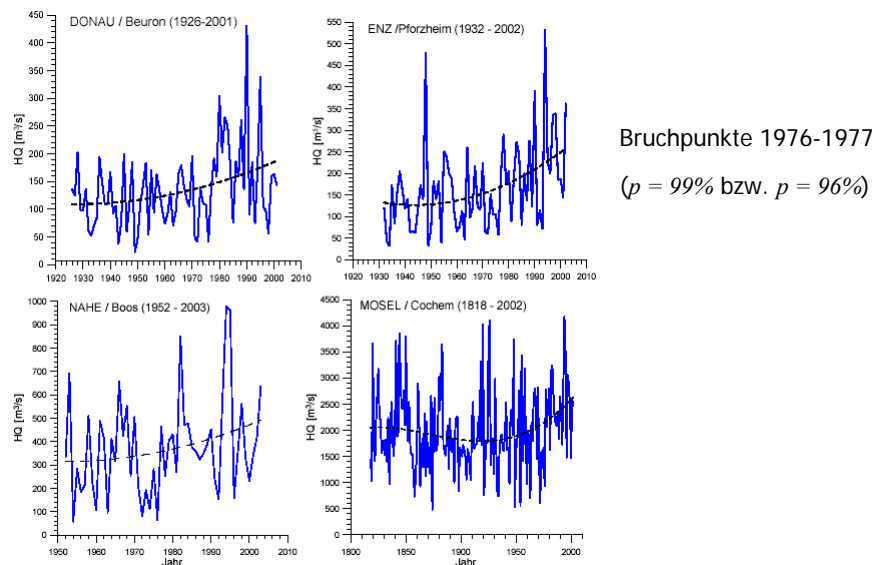 DONAU / Beuron (1926-2001)
HQ [m³/s]
450
400
350
300
250
200
150
100
50
0
1920 1930 1940 1950 1960 1970 1980 1990 2000 2010
ENZ /Pforzheim (1932 - 2002)
HQ [m³/s]
550
500
450
400
350
300
250
200
150
100
50
0
1920 1930 1940 1950 1960 1970 1980 1990 2000 2010
Bruchpunkte 1976-1977
(p = 99% bzw. p = 96%)
NAHE / Boos (1952 - 2003)
HQ [m³/s]
1000
900
800
700
600
500
400
300
200
100
0
1950 1960 1970 1980 1990 2000 2010
Jahr
MOSEL / Cochem (1818 - 2002)
HQ [m³/s]
4500
4000
3500
3000
2500
2000
1500
1000
500
0
1800 1850 1900 1950 2000
Jahr